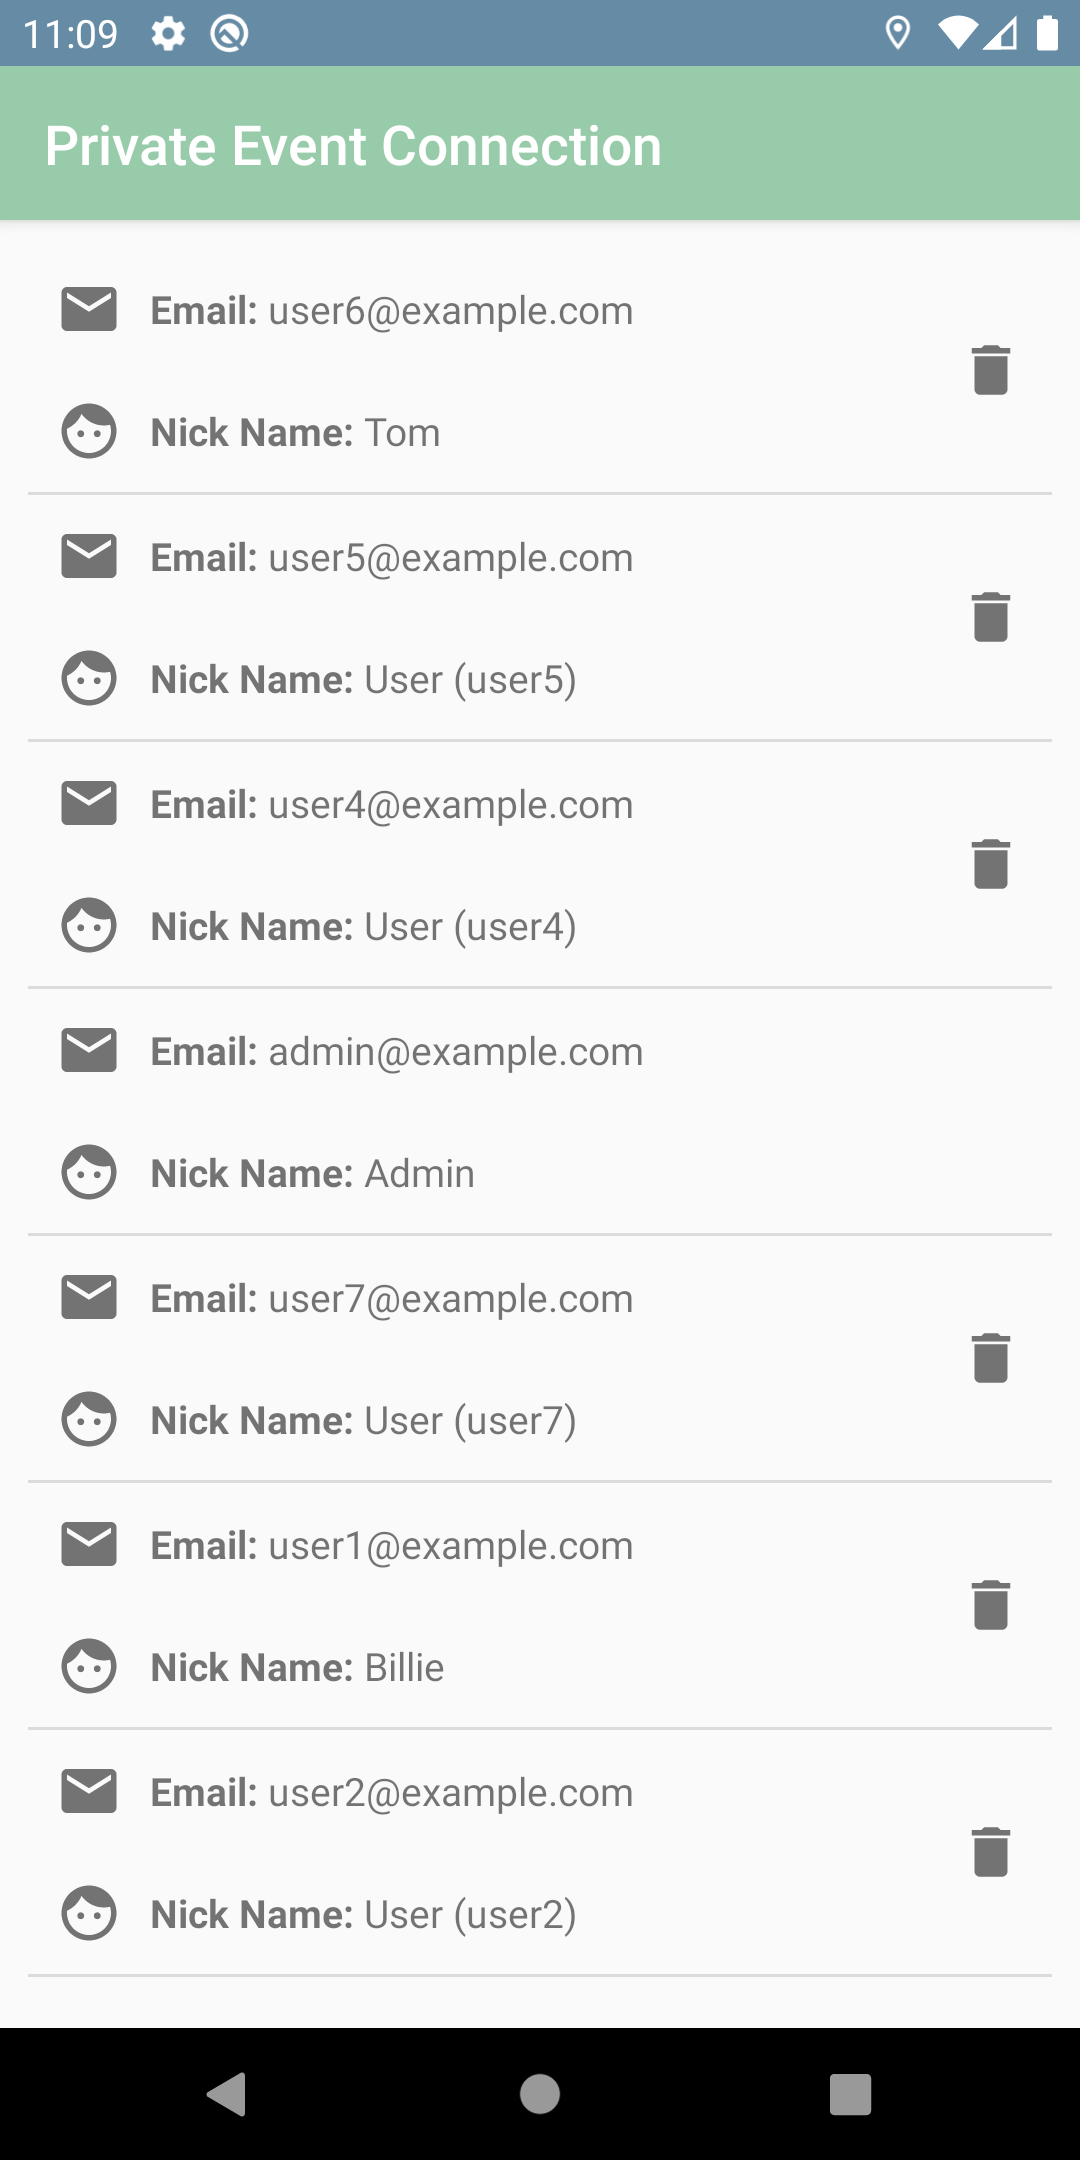 11:09
Private Event Connection
Email: user6@example.com
Nick Name: Tom
Email: user5@example.com
Nick Name: User (user5)
Email: user4@example.com
Nick Name: User (user4)
Email: admin@example.com
Nick Name: Admin
Email: user7@example.com
Nick Name: User (user7)
Email: user1@example.com
Nick Name: Billie
Email: user2@example.com
Nick Name: User (user2)